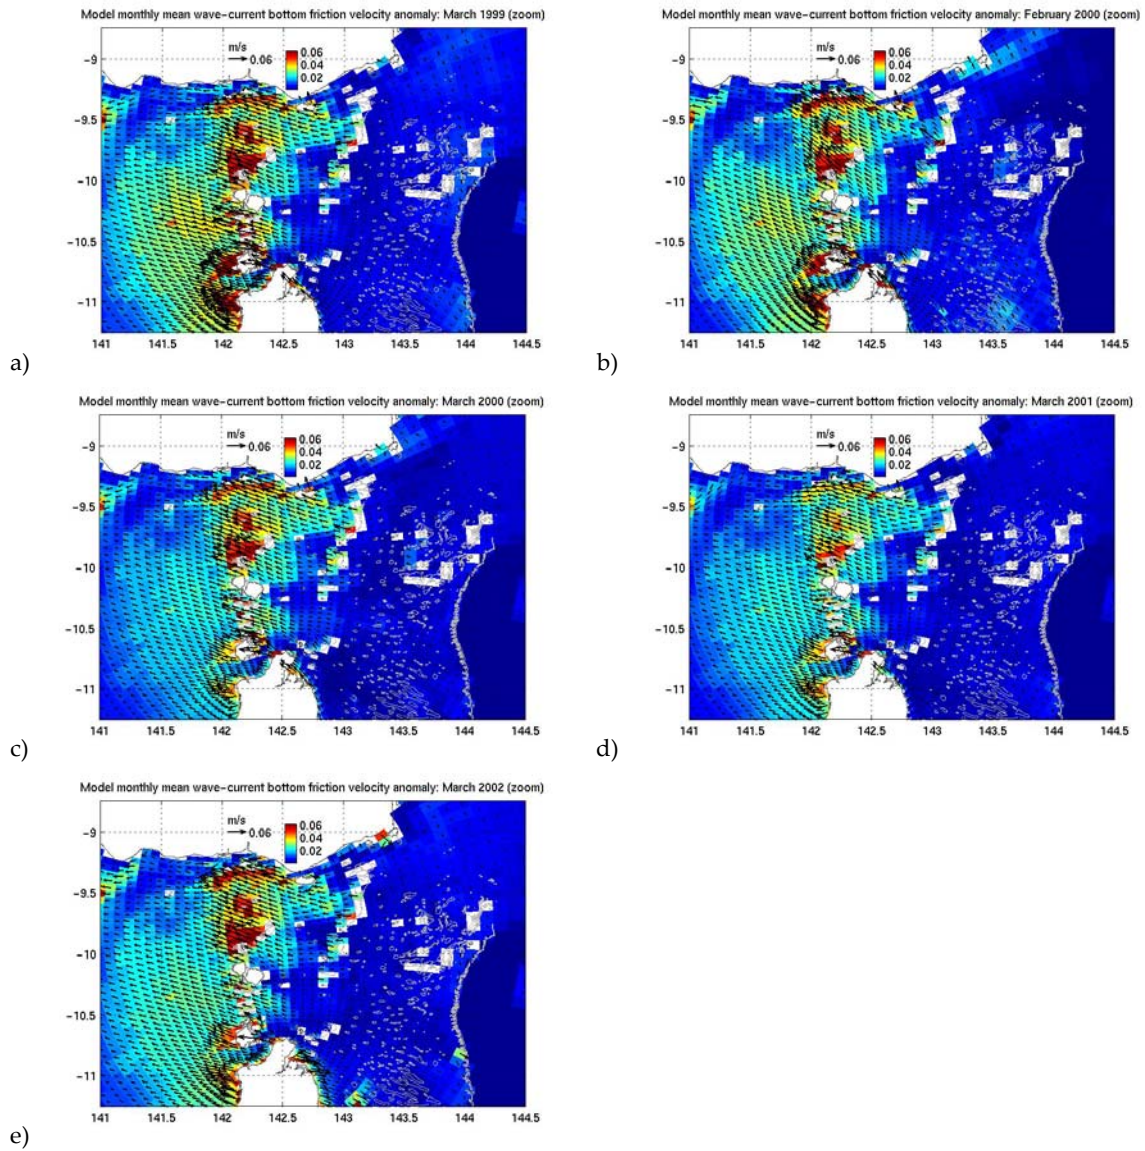 Model monthly mean wave-current bottom friction velocity anomaly: March 1999 (zoom)
m/s
0.06
0.06
0.04
0.02
-9
-9.5
-10
-10.5
-11
141 141.5 142 142.5 143 143.5 144 144.5
a)
Model monthly mean wave-current bottom friction velocity anomaly: February 2000 (zoom)
m/s
0.06
0.06
0.04
0.02
-9
-9.5
-10
-10.5
-11
141 141.5 142 142.5 143 143.5 144 144.5
b)
Model monthly mean wave-current bottom friction velocity anomaly: March 2000 (zoom)
m/s
0.06
0.06
0.04
0.02
-9
-9.5
-10
-10.5
-11
141 141.5 142 142.5 143 143.5 144 144.5
c)
Model monthly mean wave-current bottom friction velocity anomaly: March 2001 (zoom)
m/s
0.06
0.06
0.04
0.02
-9
-9.5
-10
-10.5
-11
141 141.5 142 142.5 143 143.5 144 144.5
d)
Model monthly mean wave-current bottom friction velocity anomaly: March 2002 (zoom)
m/s
0.06
0.06
0.04
0.02
-9
-9.5
-10
-10.5
-11
141 141.5 142 142.5 143 143.5 144 144.5
e)